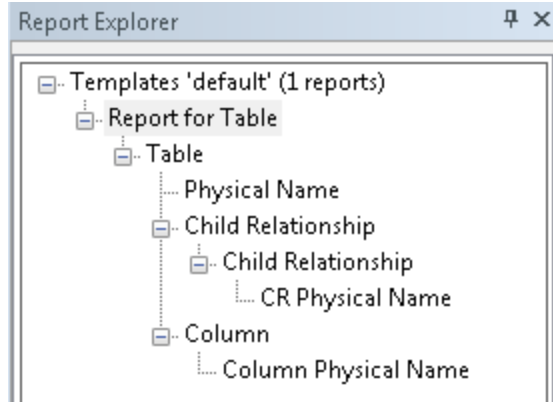 Report Explorer
Templates 'default' (1 reports)
Report for Table
Table
Physical Name
Child Relationship
Child Relationship
CR Physical Name
Column
Column Physical Name